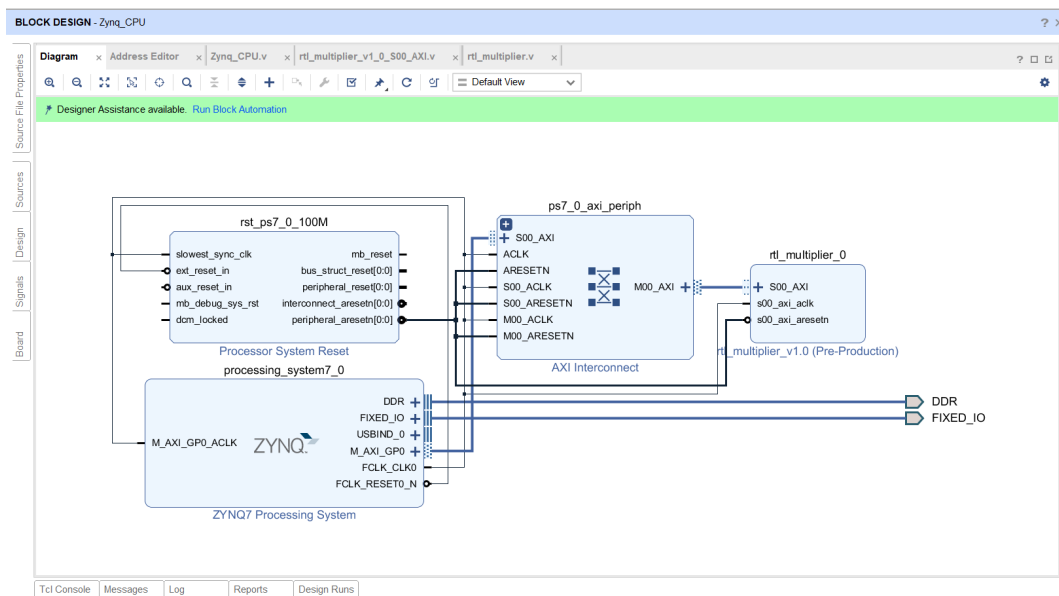 BLOCK DESIGN - Zynq_CPU
?
Source File Properties
Sources
Design
Signals
Board
Diagram × Address Editor × Zynq_CPU.v × rtl_multiplier_v1_0_S00_AXI.v × rtl_multiplier.v ×
?
Default View
Designer Assistance available. Run Block Automation
rst_ps7_0_100M
slowest_sync_clk
ext_reset_in
aux_reset_in
mb_debug_sys_rst
dcm_locked
mb_reset
bus_struct_reset[0:0]
peripheral_reset[0:0]
interconnect_aresetn[0:0]
peripheral_aresetn[0:0]
Processor System Reset
ps7_0_axi_periph
S00_AXI
ACLK
ARESETN
S00_ACLK
S00_ARESETN
M00_ACLK
M00_ARESETN
M00_AXI
AXI Interconnect
rtl_multiplier_0
S00_AXI
s00_axi_aclk
s00_axi_aresetn
rtl_multiplier_v1.0 (Pre-Production)
processing_system7_0
M_AXI_GP0_ACLK
ZYNQ
DDR
FIXED_IO
USBIND_0
M_AXI_GP0
FCLK_CLK0
FCLK_RESET0_N
ZYNQ7 Processing System
DDR
FIXED_IO
Tcl Console Messages Log Reports Design Runs